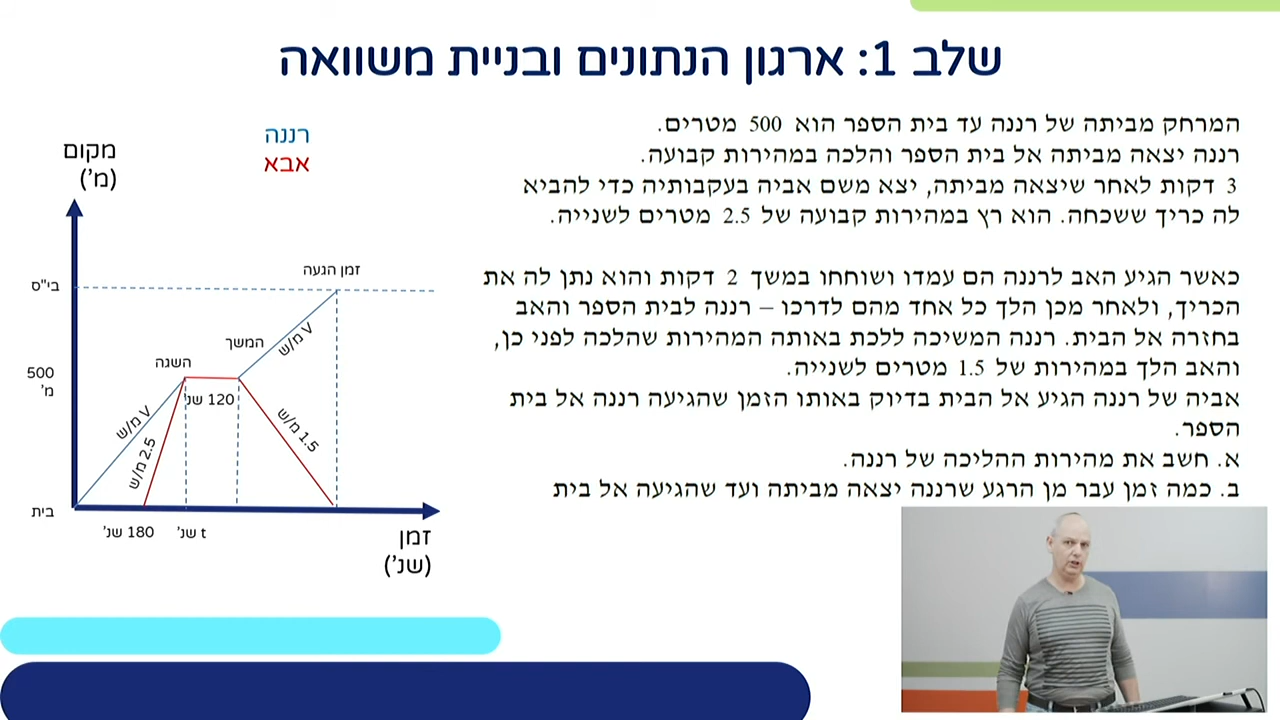 שלב 1: ארגון הנתונים ובניית משוואה
המרחק מביתה של רננה עד בית הספר הוא 500 מטרים.
רננה יצאה מביתה אל בית הספר והלכה במהירות קבועה.
3 דקות לאחר שיצאה מביתה, יצא משם אביה בעקבותיה כדי להביא
לה כריך ששכחה. הוא רץ במהירות קבועה של 2.5 מטרים לשנייה.
כאשר הגיע האב לרננה הם עמדו ושוחחו במשך 2 דקות והוא נתן לה את
הכריך, ולאחר מכן הלך כל אחד מהם לדרכו – רננה לבית הספר והאב
בחזרה אל הבית. רננה המשיכה ללכת באותה המהירות שהלכה לפני כן,
והאב הלך במהירות של 1.5 מטרים לשנייה.
אביה של רננה הגיע אל הבית בדיוק באותו הזמן שהגיעה רננה אל בית
הספר.
א. חשב את מהירות ההליכה של רננה.
ב. כמה זמן עבר מן הרגע שרננה יצאה מביתה ועד שהגיעה אל בית
רננה
אבא
מקום
(מ')
זמן הגעה
בי"ס
V מ/ש
המשך
השגה
500
מ'
120 שנ'
V מ/ש
2.5 מ/ש
1.5 מ/ש
בית
180 שנ'
t שנ'
זמן
(שנ')